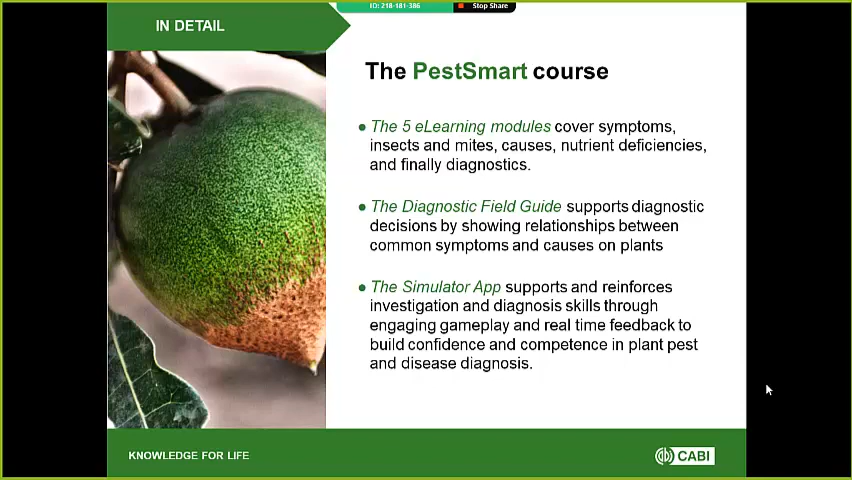 ID: 218-181-386
Stop Share
IN DETAIL
The PestSmart course
● The 5 eLearning modules cover symptoms,
insects and mites, causes, nutrient deficiencies,
and finally diagnostics.
● The Diagnostic Field Guide supports diagnostic
decisions by showing relationships between
common symptoms and causes on plants
● The Simulator App supports and reinforces
investigation and diagnosis skills through
engaging gameplay and real time feedback to
build confidence and competence in plant pest
and disease diagnosis.
KNOWLEDGE FOR LIFE
CABI